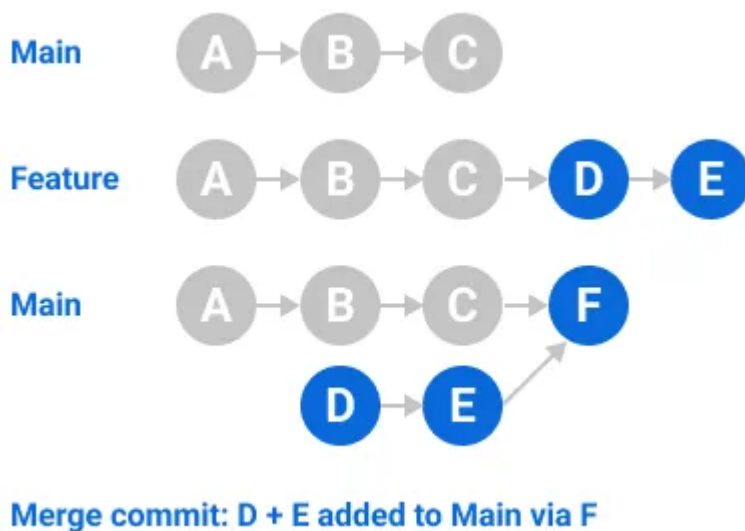 Main A B C
Feature A B C D E
Main A B C F
D E
Merge commit: D + E added to Main via F